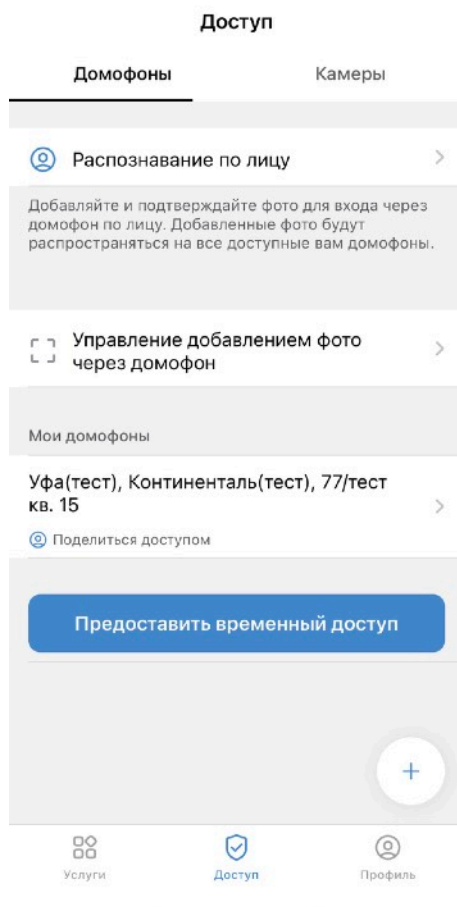 Доступ
Домофоны
Камеры
Распознавание по лицу
Добавляйте и подтверждайте фото для входа через
домофон по лицу. Добавленные фото будут
распространяться на все доступные вам домофоны.
Управление добавлением фото
через домофон
Мои домофоны
Уфа(тест), Континенталь(тест), 77/тест
кв. 15
Поделиться доступом
Предоставить временный доступ
+
Услуги
Доступ
Профиль